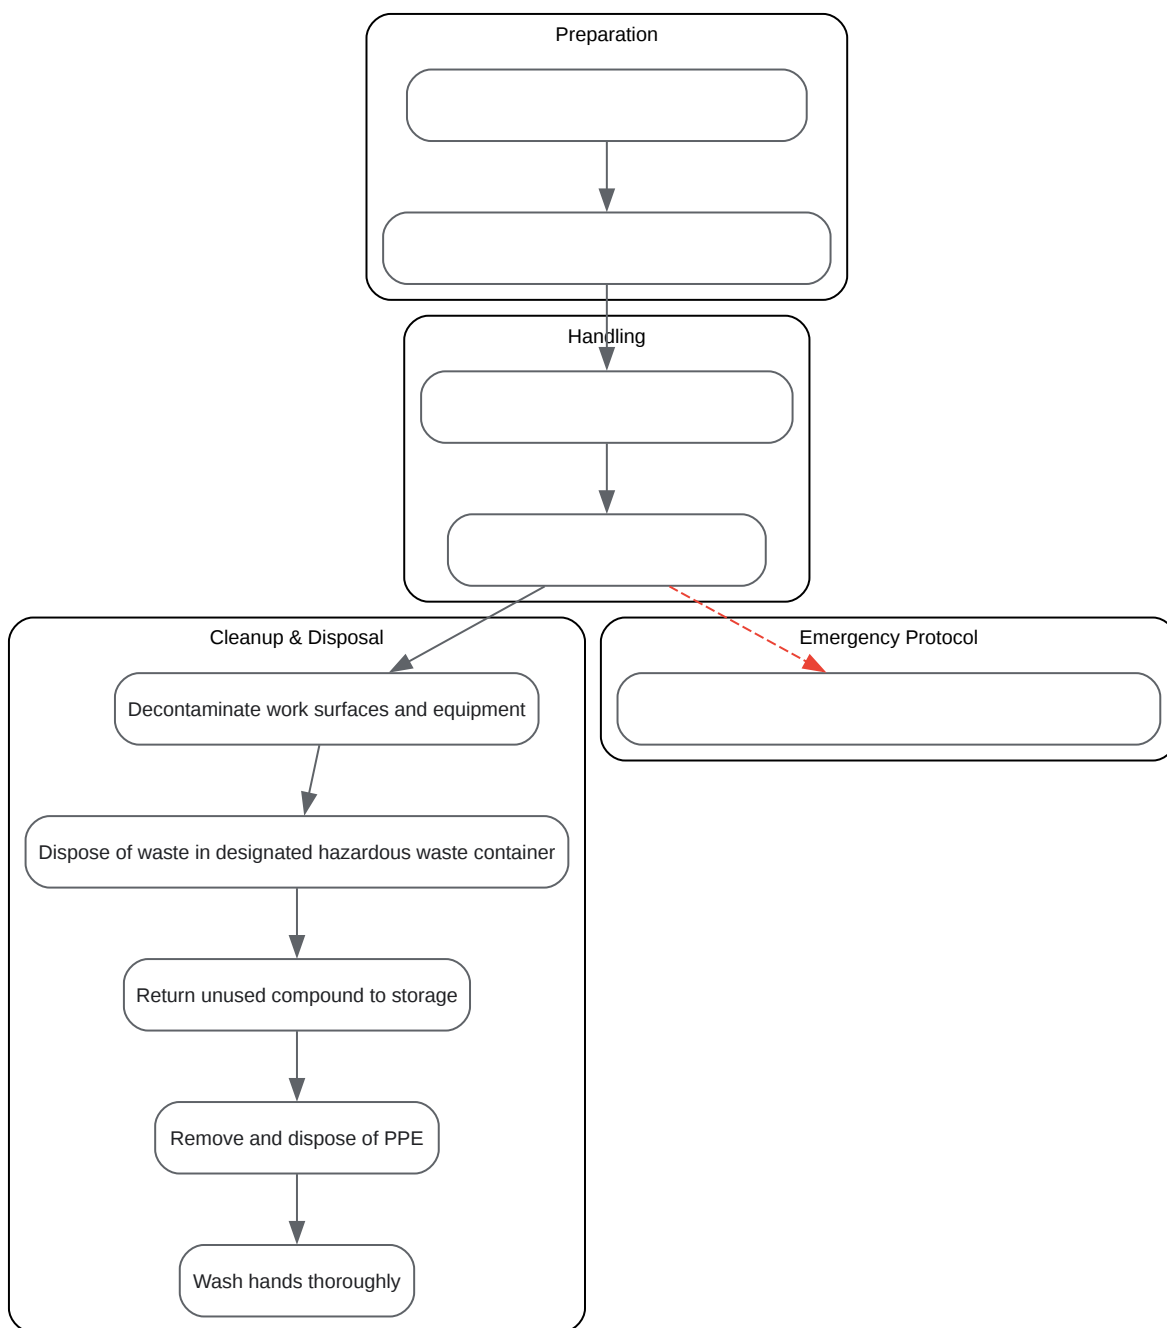 Preparation
Handling
Cleanup & Disposal
Emergency Protocol
Decontaminate work surfaces and equipment
Dispose of waste in designated hazardous waste container
Return unused compound to storage
Remove and dispose of PPE
Wash hands thoroughly